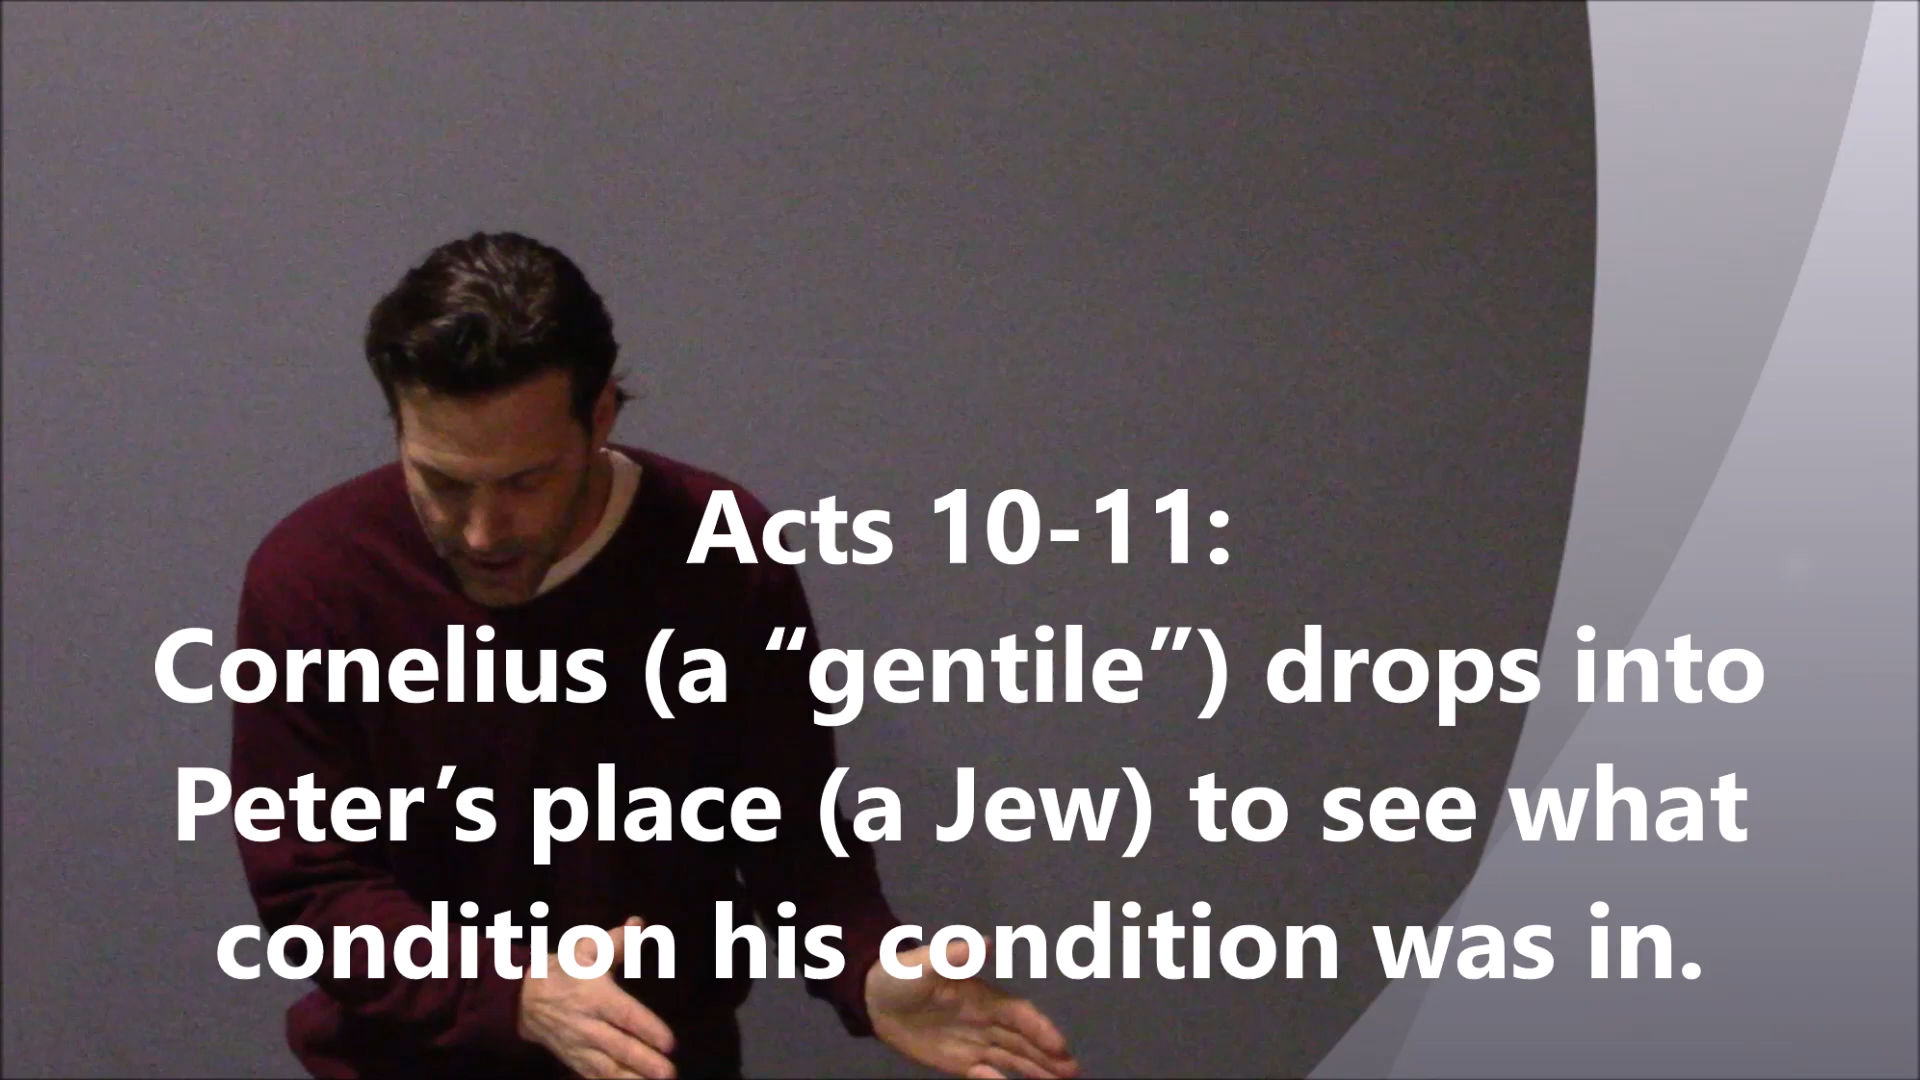 Acts 10-11:
Cornelius (a “gentile”) drops into
Peter’s place (a Jew) to see what
condition his condition was in.